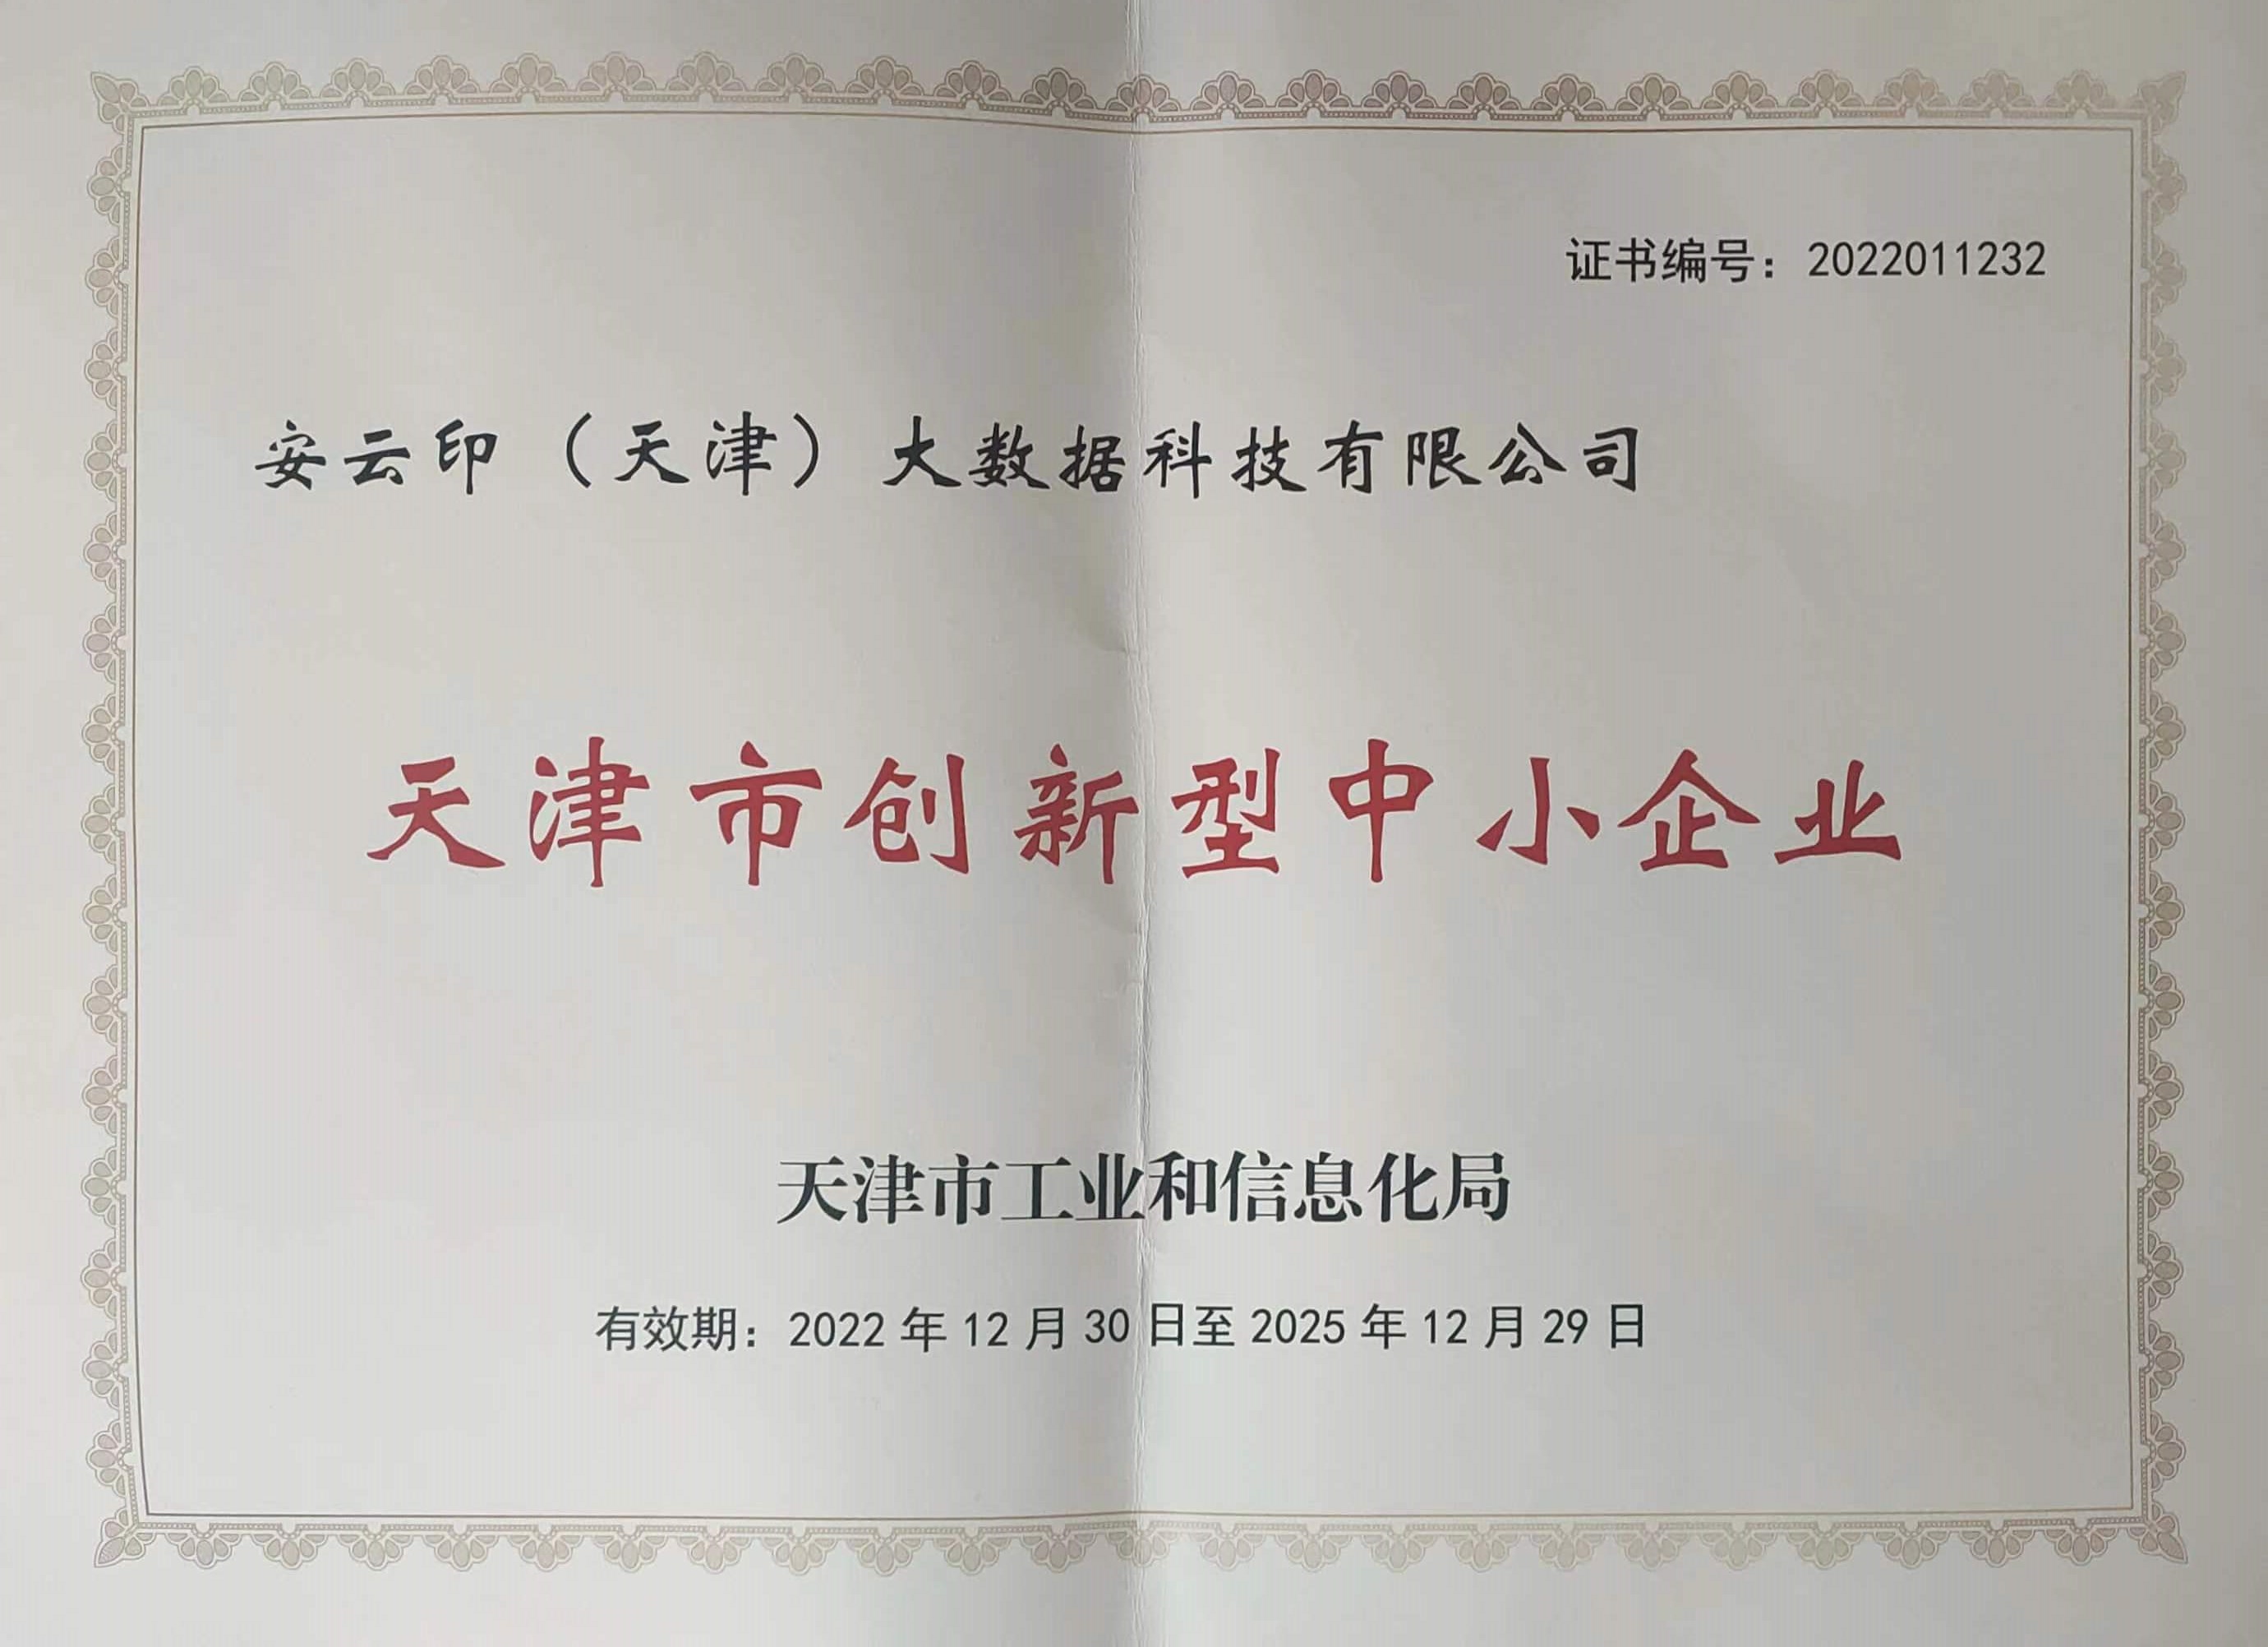 证书编号：2022011232
安云印（天津）大数据科技有限公司
天津市创新型中小企业
天津市工业和信息化局
有效期：2022 年 12 月 30 日至 2025 年 12 月 29 日